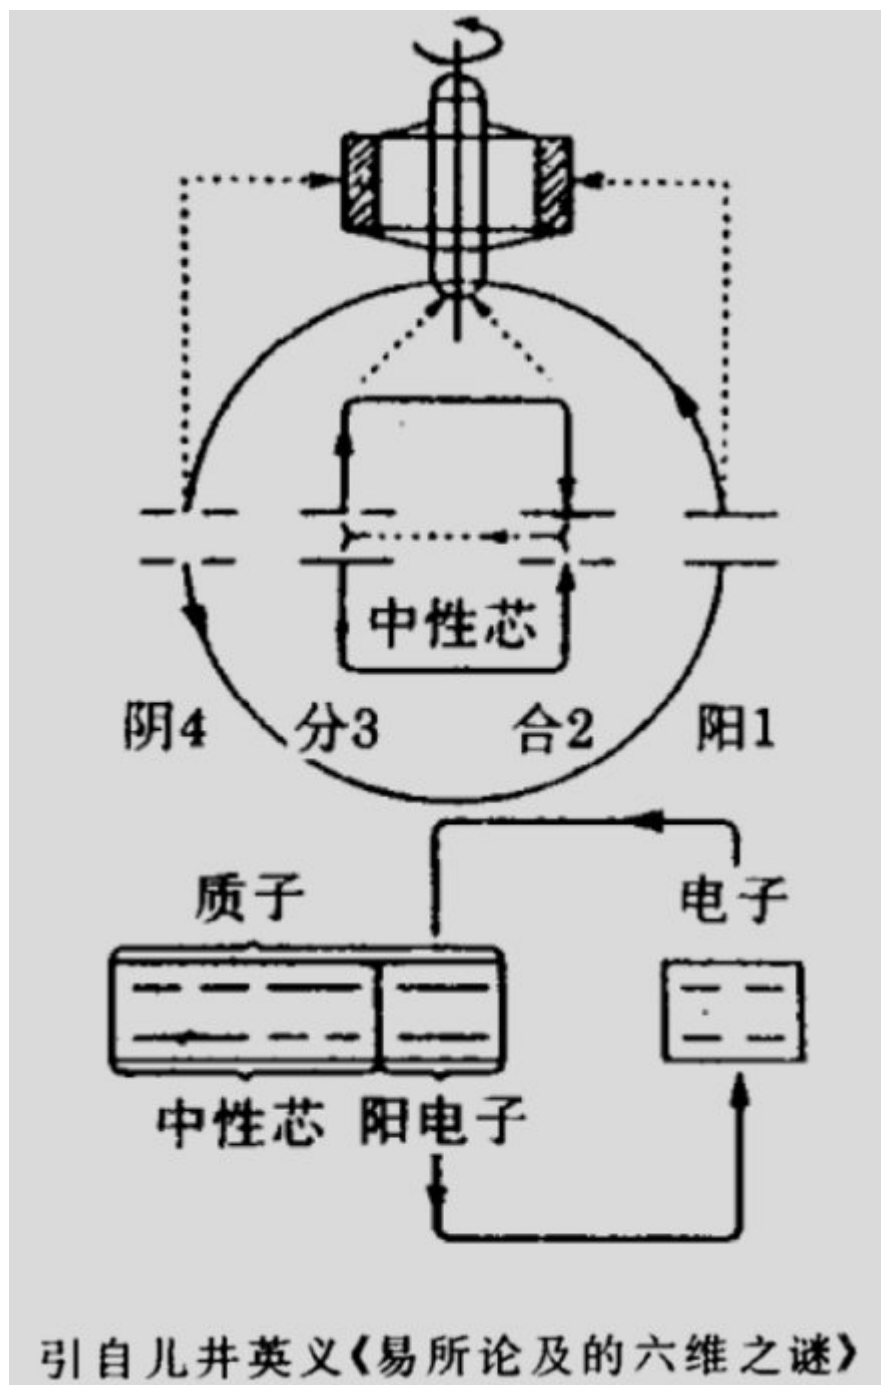 中性芯
阴4 分3 合2 阳1
质子 电子
中性芯 阳电子
引自儿井英义《易所论及的六维之谜》